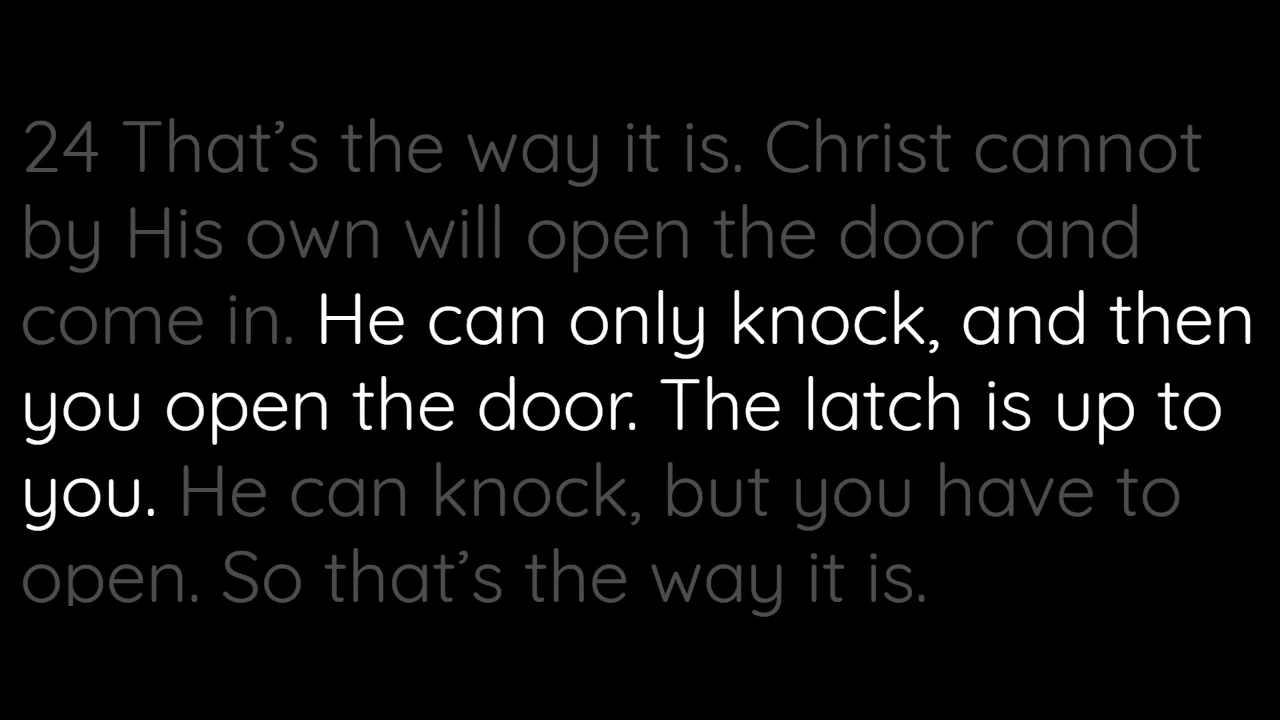 24 That’s the way it is. Christ cannot
by His own will open the door and
come in. He can only knock, and then
you open the door. The latch is up to
you. He can knock, but you have to
open. So that’s the way it is.